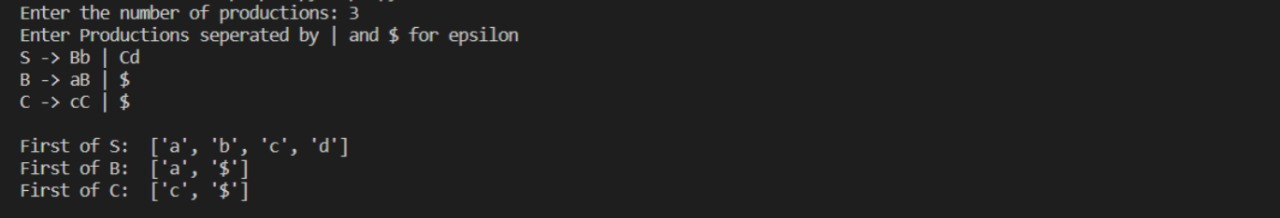 Enter the number of productions: 3
Enter Productions seperated by | and $ for epsilon
S -> Bb | Cd
B -> aB | $
C -> cC | $
First of S:  ['a', 'b', 'c', 'd']
First of B:  ['a', '$']
First of C:  ['c', '$']